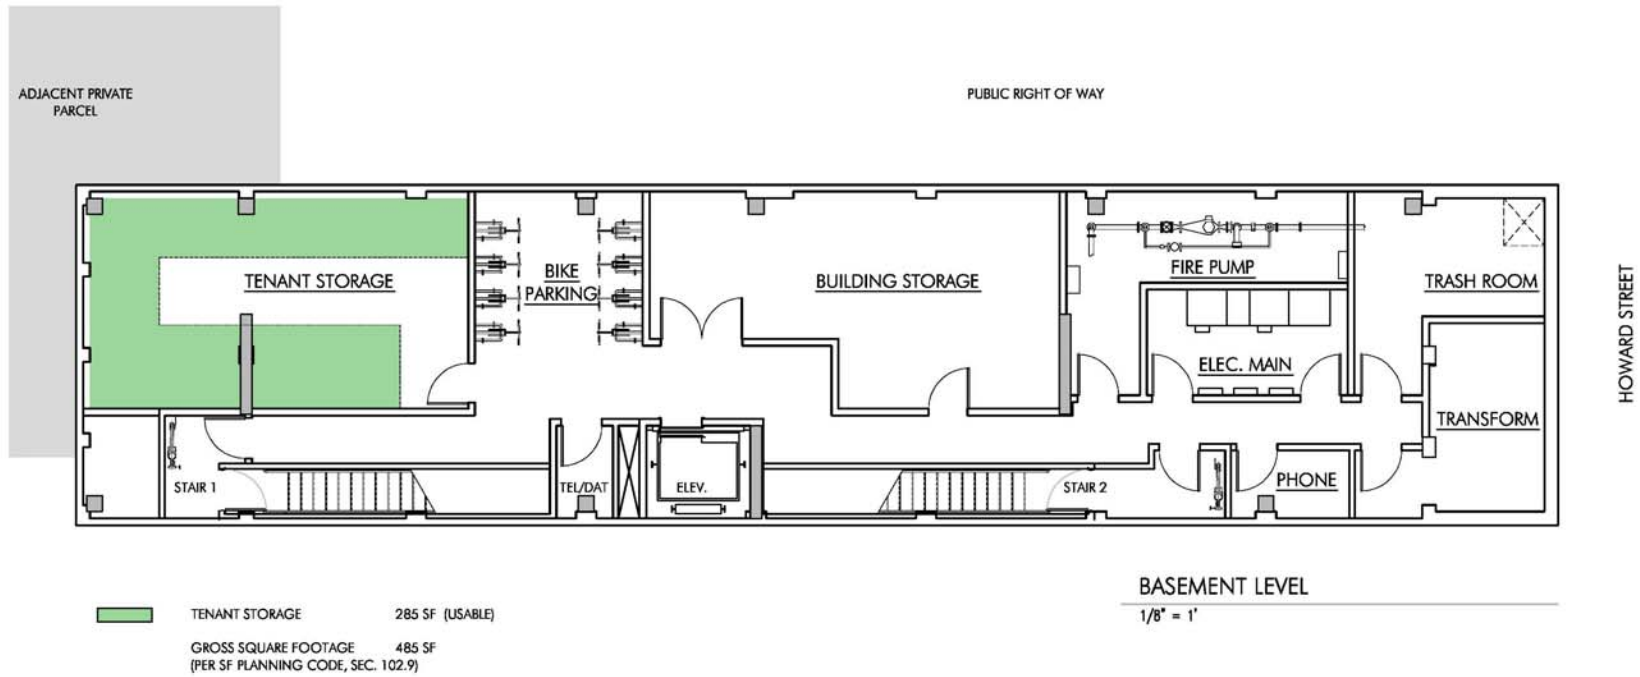 ADJACENT PRIVATE
PARCEL
PUBLIC RIGHT OF WAY
TENANT STORAGE
BIKE
PARKING
BUILDING STORAGE
FIRE PUMP
TRASH ROOM
ELEC. MAIN
TRANSFORM
HOWARD STREET
STAIR 1
TEL/DAT
ELEV.
STAIR 2
PHONE
BASEMENT LEVEL
1/8" = 1'
TENANT STORAGE 285 SF (USABLE)
GROSS SQUARE FOOTAGE 485 SF
(PER SF PLANNING CODE, SEC. 102.9)